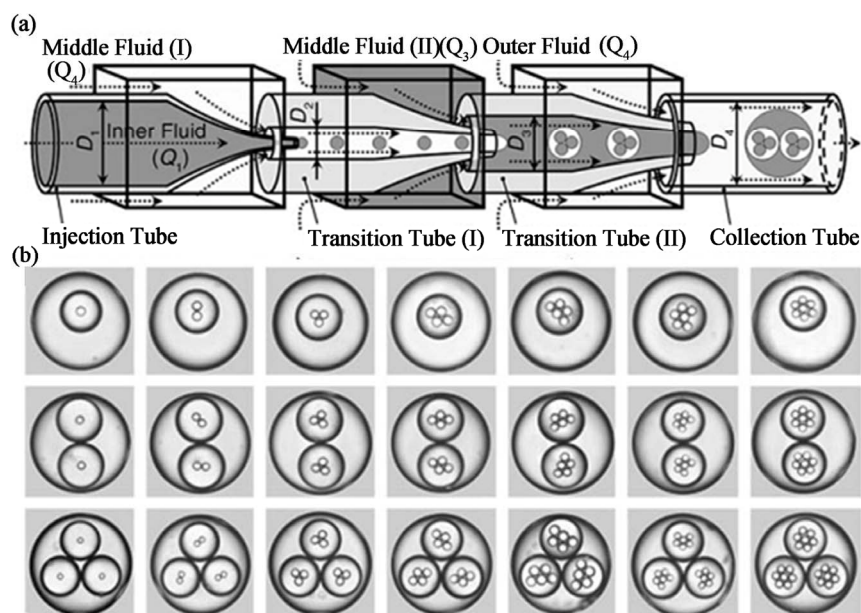 (a)
Middle Fluid (I)
(Q4)
Middle Fluid (II)(Q3)
Outer Fluid (Q4)
D1
Inner Fluid
(Q1)
D2
D3
D4
Injection Tube
Transition Tube (I)
Transition Tube (II)
Collection Tube
(b)